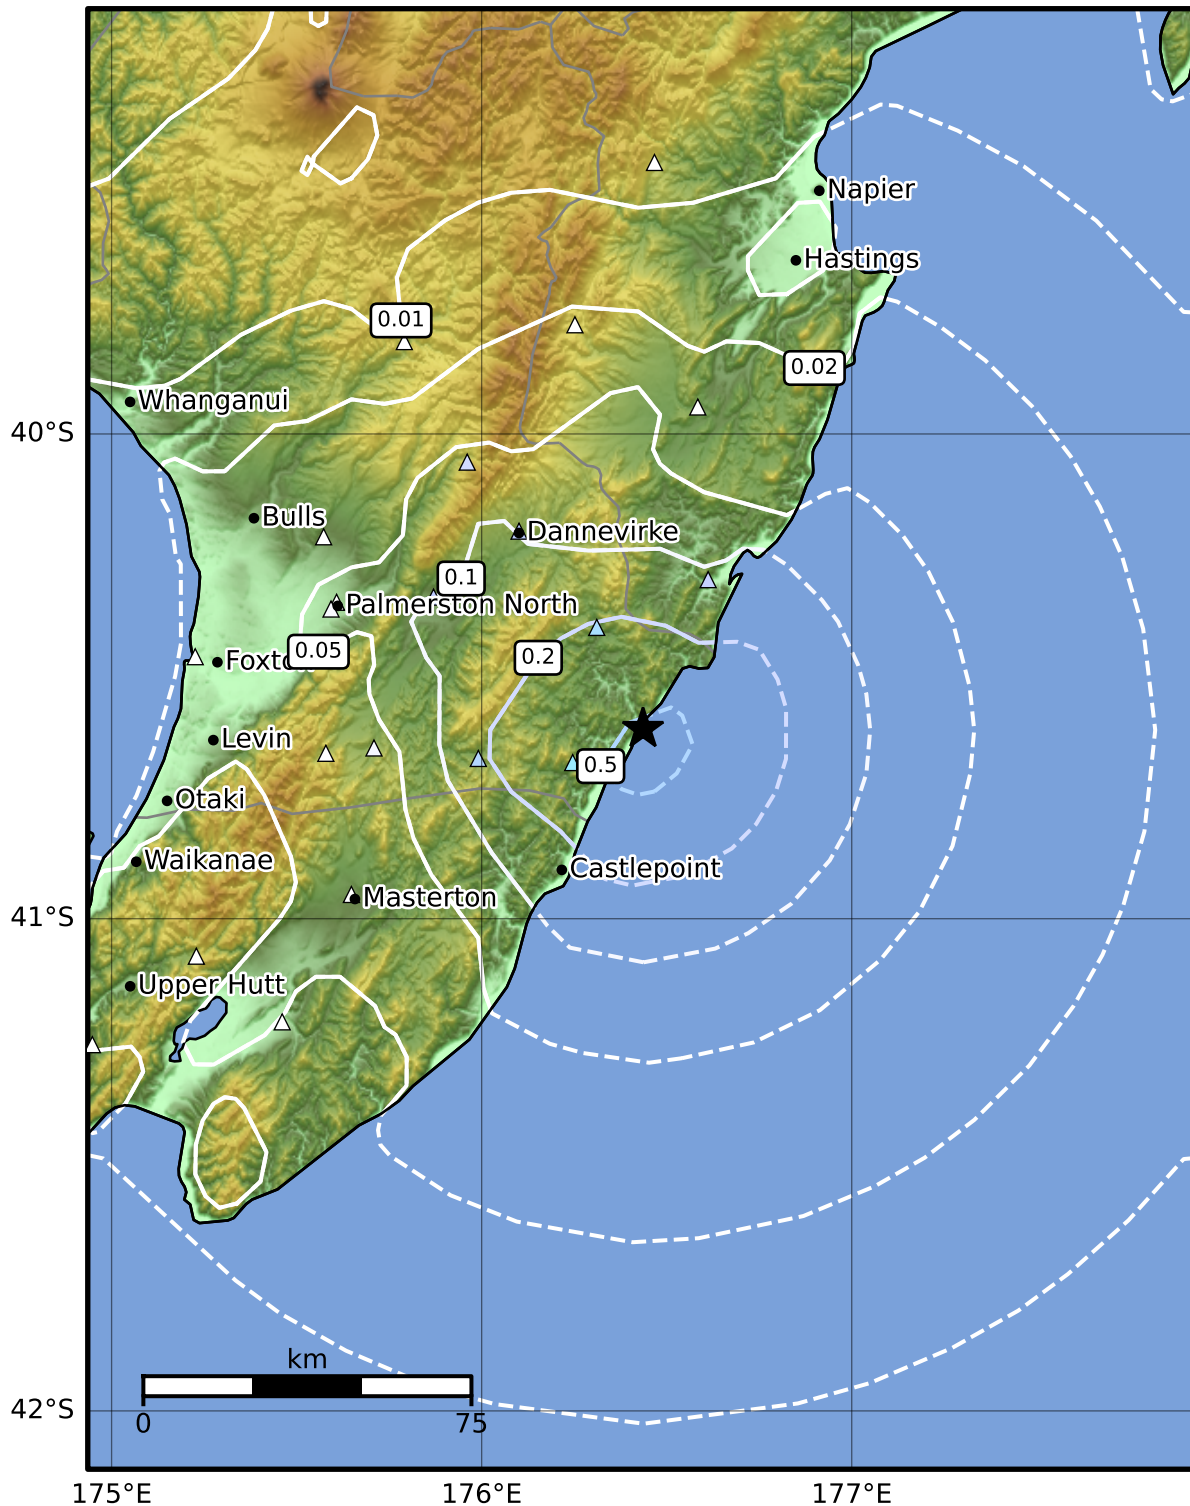 Napier
Hastings
0.01
0.02
Whanganui
40°S
Bulls
Dannevirke
0.1
Palmerston North
0.05
0.2
Foxton
Levin
0.5
Otaki
Waikanae
Castlepoint
Masterton
41°S
Upper Hutt
km
0 75
42°S
175°E 176°E 177°E